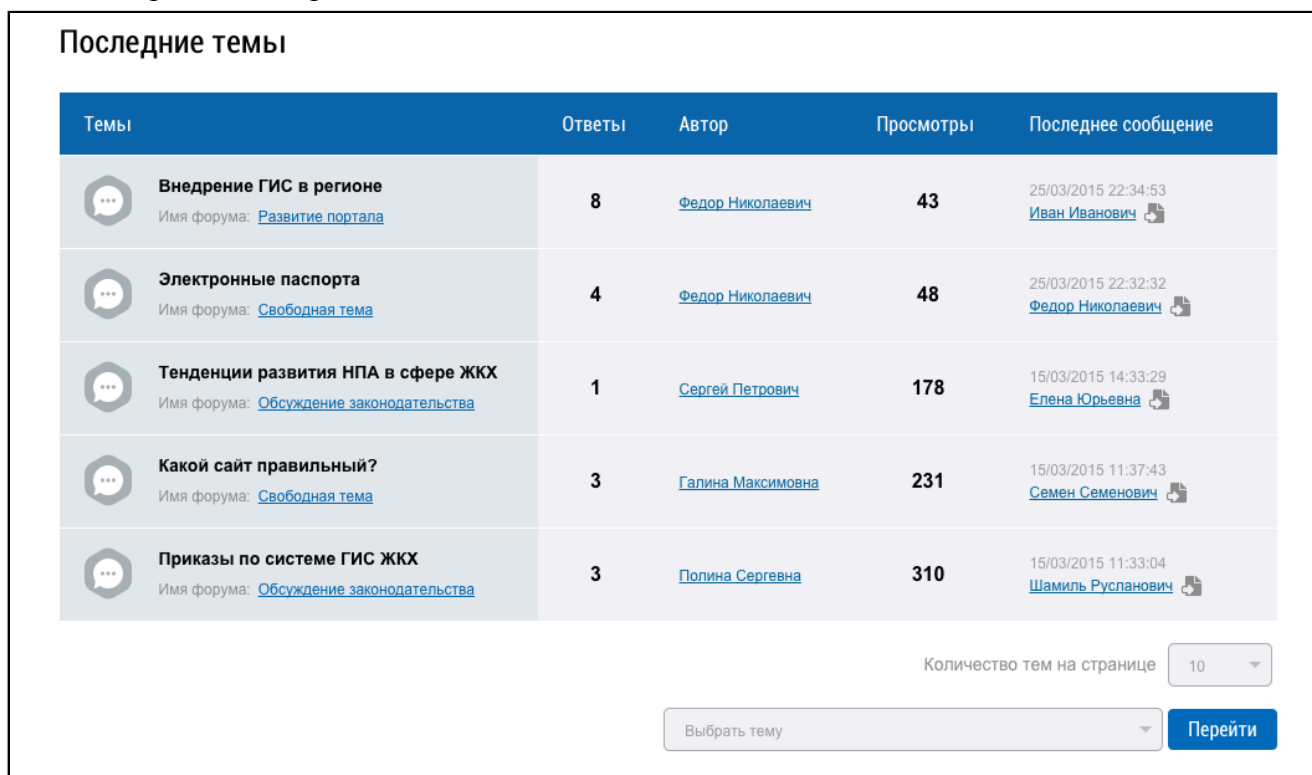 Последние темы
Темы Ответы Автор Просмотры Последнее сообщение
Внедрение ГИС в регионе
Имя форума: Развитие портала
8 Федор Николаевич 43
25/03/2015 22:34:53
Иван Иванович
Электронные паспорта
Имя форума: Свободная тема
4 Федор Николаевич 48
25/03/2015 22:32:32
Федор Николаевич
Тенденции развития НПА в сфере ЖКХ
Имя форума: Обсуждение законодательства
1 Сергей Петрович 178
15/03/2015 14:33:29
Елена Юрьевна
Какой сайт правильный?
Имя форума: Свободная тема
3 Галина Максимовна 231
15/03/2015 11:37:43
Семен Семенович
Приказы по системе ГИС ЖКХ
Имя форума: Обсуждение законодательства
3 Полина Сергевна 310
15/03/2015 11:33:04
Шамиль Русланович
Количество тем на странице 10
Выбрать тему Перейти